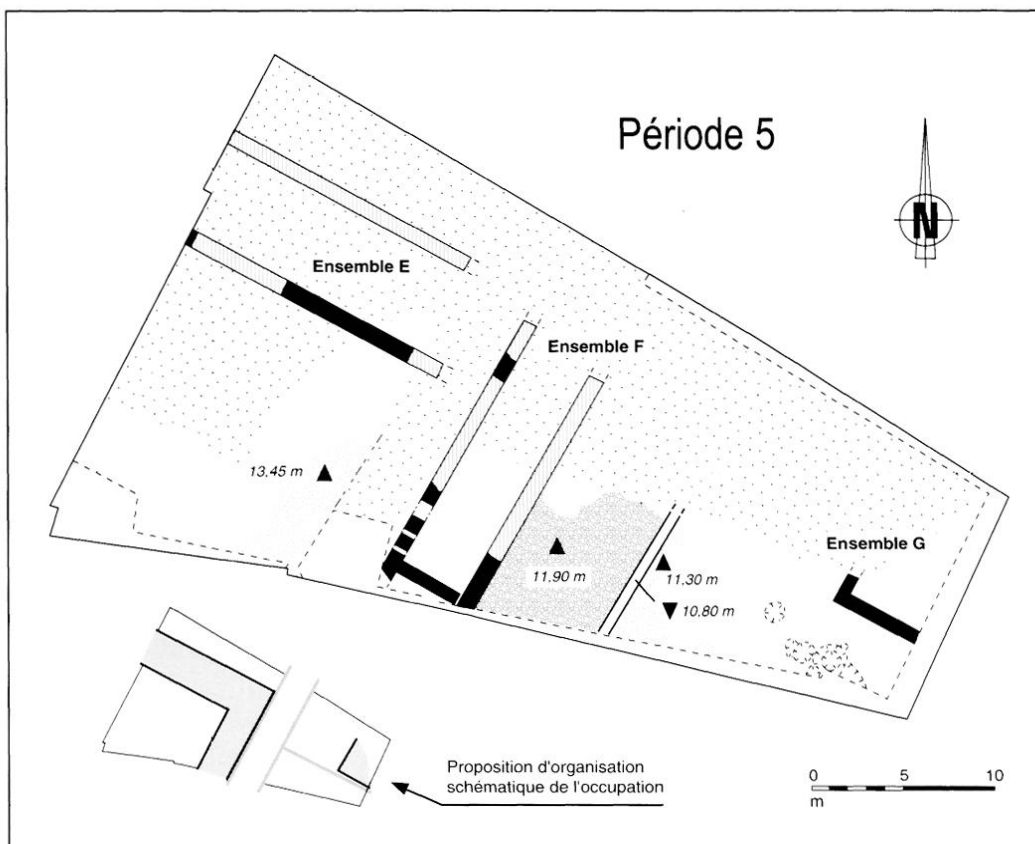 Période 5
N
Ensemble E
Ensemble F
13,45 m
Ensemble G
11,90 m
11,30 m
10,80 m
Proposition d'organisation
schématique de l'occupation
0 5 10
m